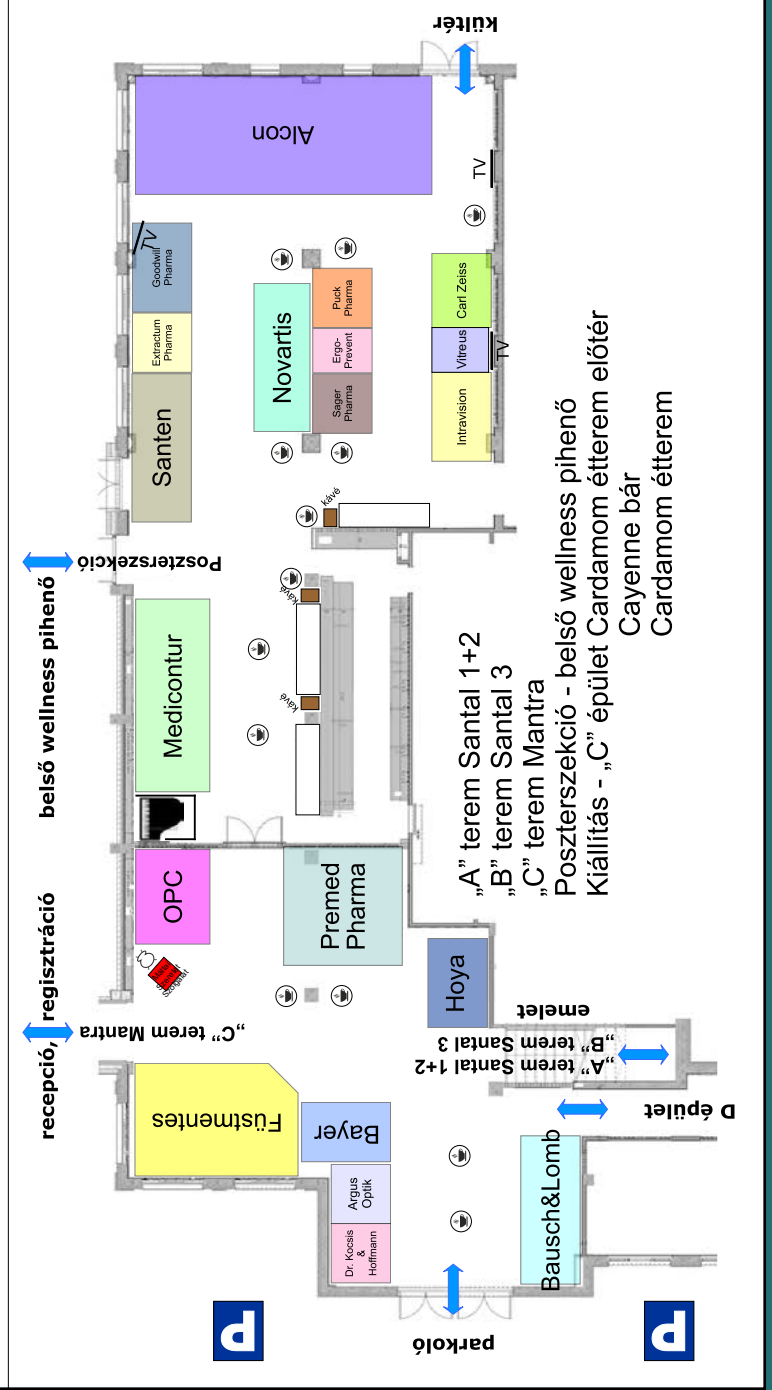 kültér
Alcon
TV
TV
Goodwill
Pharma
Extractum
Pharma
Santen
Novartis
Puck
Pharma
Ergo-
Prevent
Sager
Pharma
Carl Zeiss
Vitreus
TV
Intravision
kávé
Poszterszekció
belső wellness pihenő
Medicontur
kávé
kávé
„A” terem Santal 1+2
„B” terem Santal 3
„C” terem Mantra
Poszterszekció - belső wellness pihenő
Kiállítás - „C” épület Cardamom étterem előtér
Cayenne bár
Cardamom étterem
OPC
Premed
Pharma
Hoya
Szolgálat
recepció, regisztráció
„C” terem Mantra
emelet
„B” terem Santal 3
„A” terem Santal 1+2
D épület
Füstmentes
Bayer
Argus
Optik
Dr. Kocsis
&
Hoffmann
Bausch&Lomb
parkoló
P
P